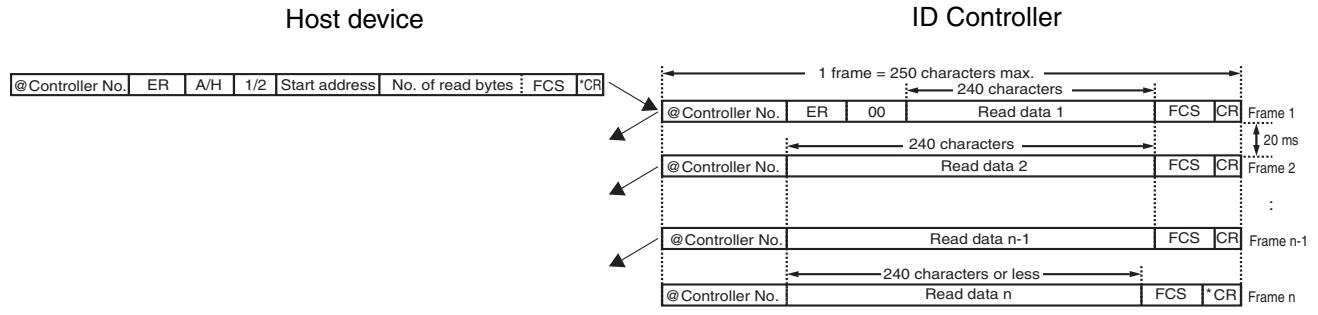 Host device
ID Controller
@Controller No. ER A/H 1/2 Start address No. of read bytes FCS *CR
1 frame = 250 characters max.
240 characters
@Controller No. ER 00 Read data 1 FCS CR Frame 1
20 ms
240 characters
@Controller No. Read data 2 FCS CR Frame 2
:
@Controller No. Read data n-1 FCS CR Frame n-1
240 characters or less
@Controller No. Read data n FCS *CR Frame n